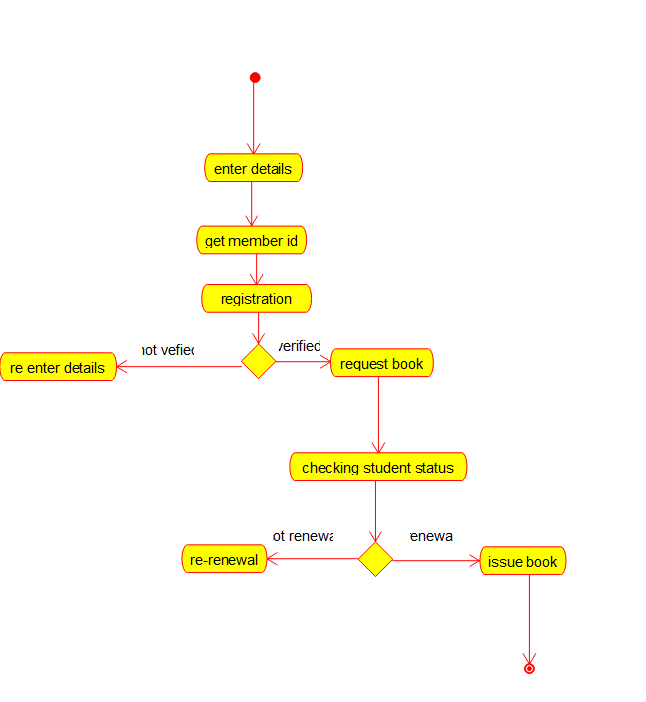 enter details
get member id
registration
not vefied
verified
re enter details
request book
checking student status
ot renewa
enewa
re-renewal
issue book